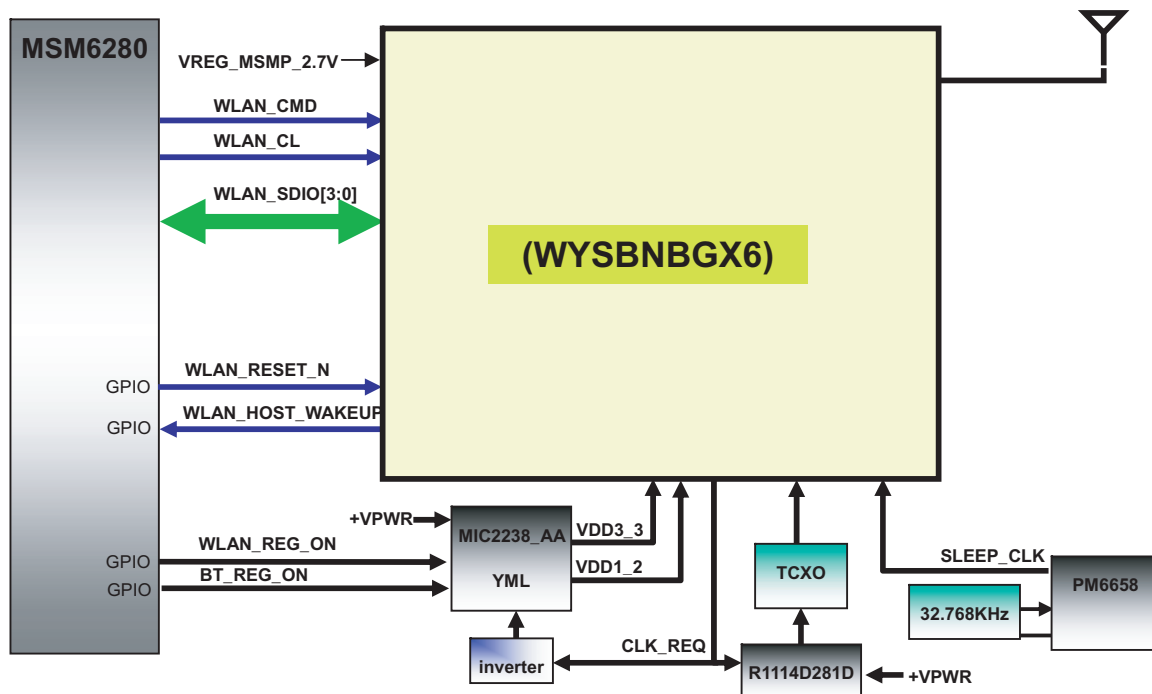 MSM6280
VREG_MSMP_2.7V
WLAN_CMD
WLAN_CL
WLAN_SDIO[3:0]
(WYSBNBGX6)
GPIO
WLAN_RESET_N
GPIO
WLAN_HOST_WAKEUP
+VPWR
MIC2238_AA
YML
VDD3_3
VDD1_2
GPIO
WLAN_REG_ON
GPIO
BT_REG_ON
TCXO
SLEEP_CLK
PM6658
32.768KHz
inverter
CLK_REQ
R1114D281D
+VPWR